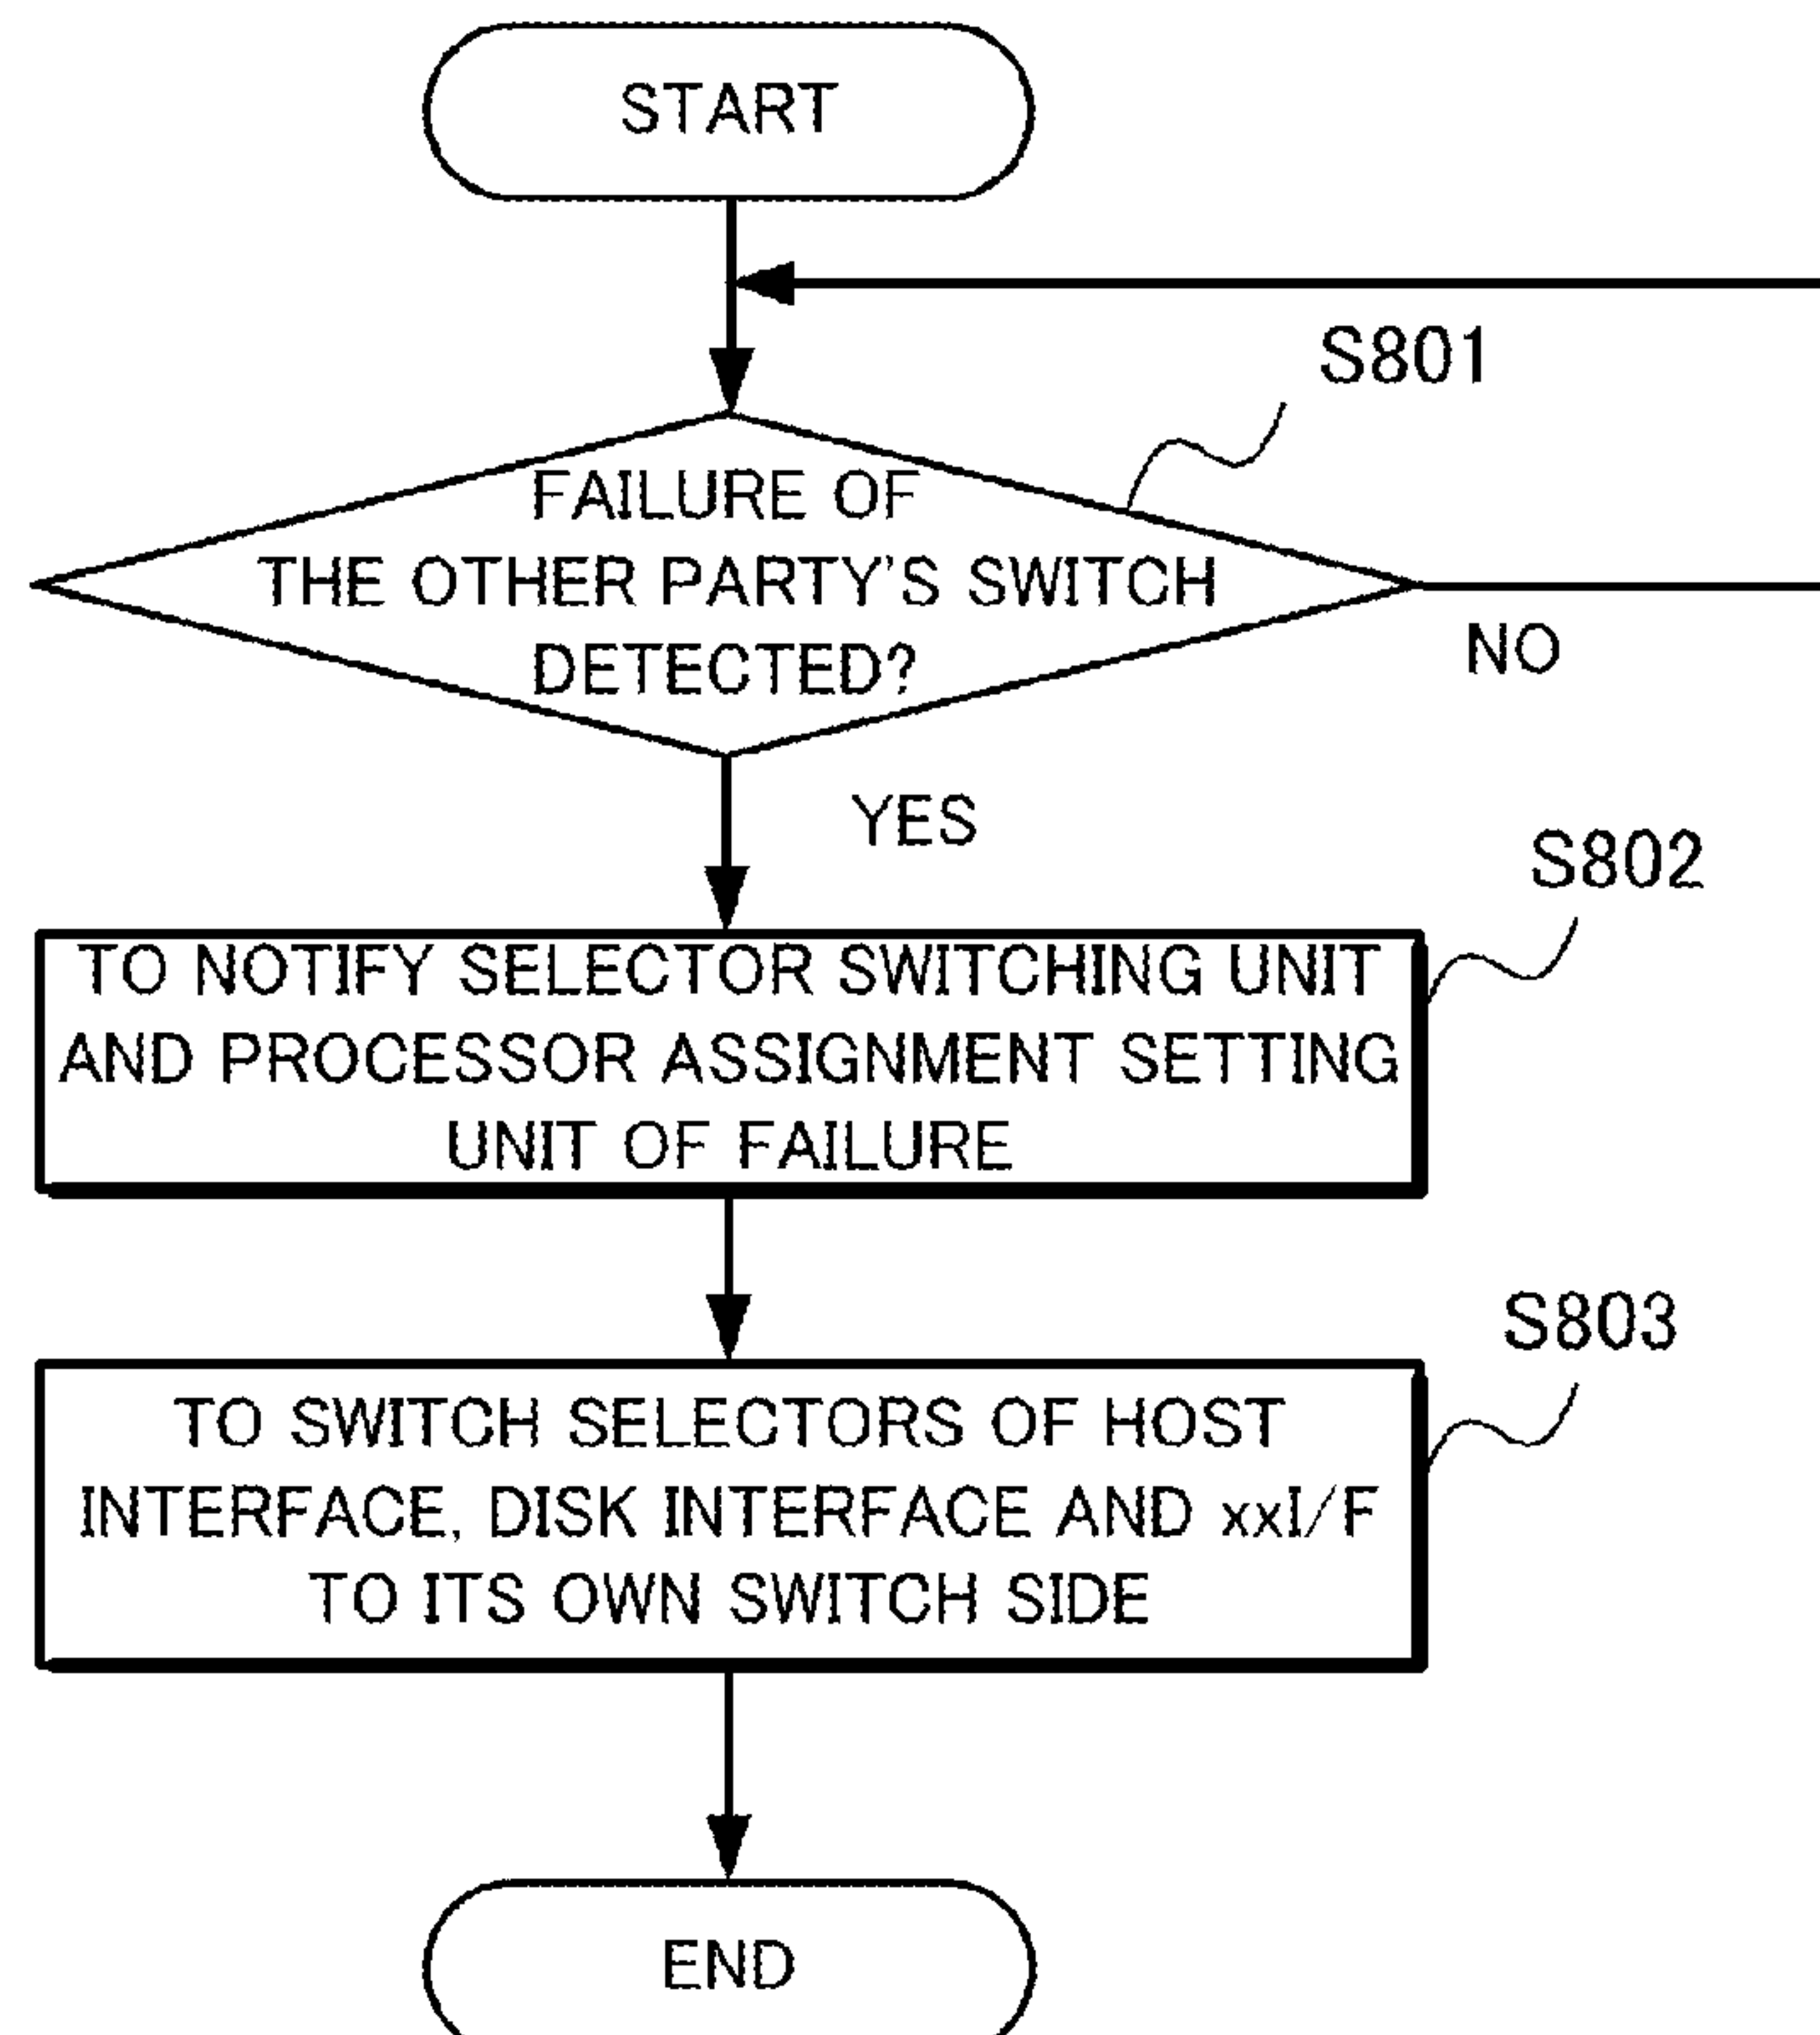 START
S801
FAILURE OF
THE OTHER PARTY'S SWITCH
DETECTED?
NO
YES
S802
TO NOTIFY SELECTOR SWITCHING UNIT
AND PROCESSOR ASSIGNMENT SETTING
UNIT OF FAILURE
S803
TO SWITCH SELECTORS OF HOST
INTERFACE, DISK INTERFACE AND xxI/F
TO ITS OWN SWITCH SIDE
END